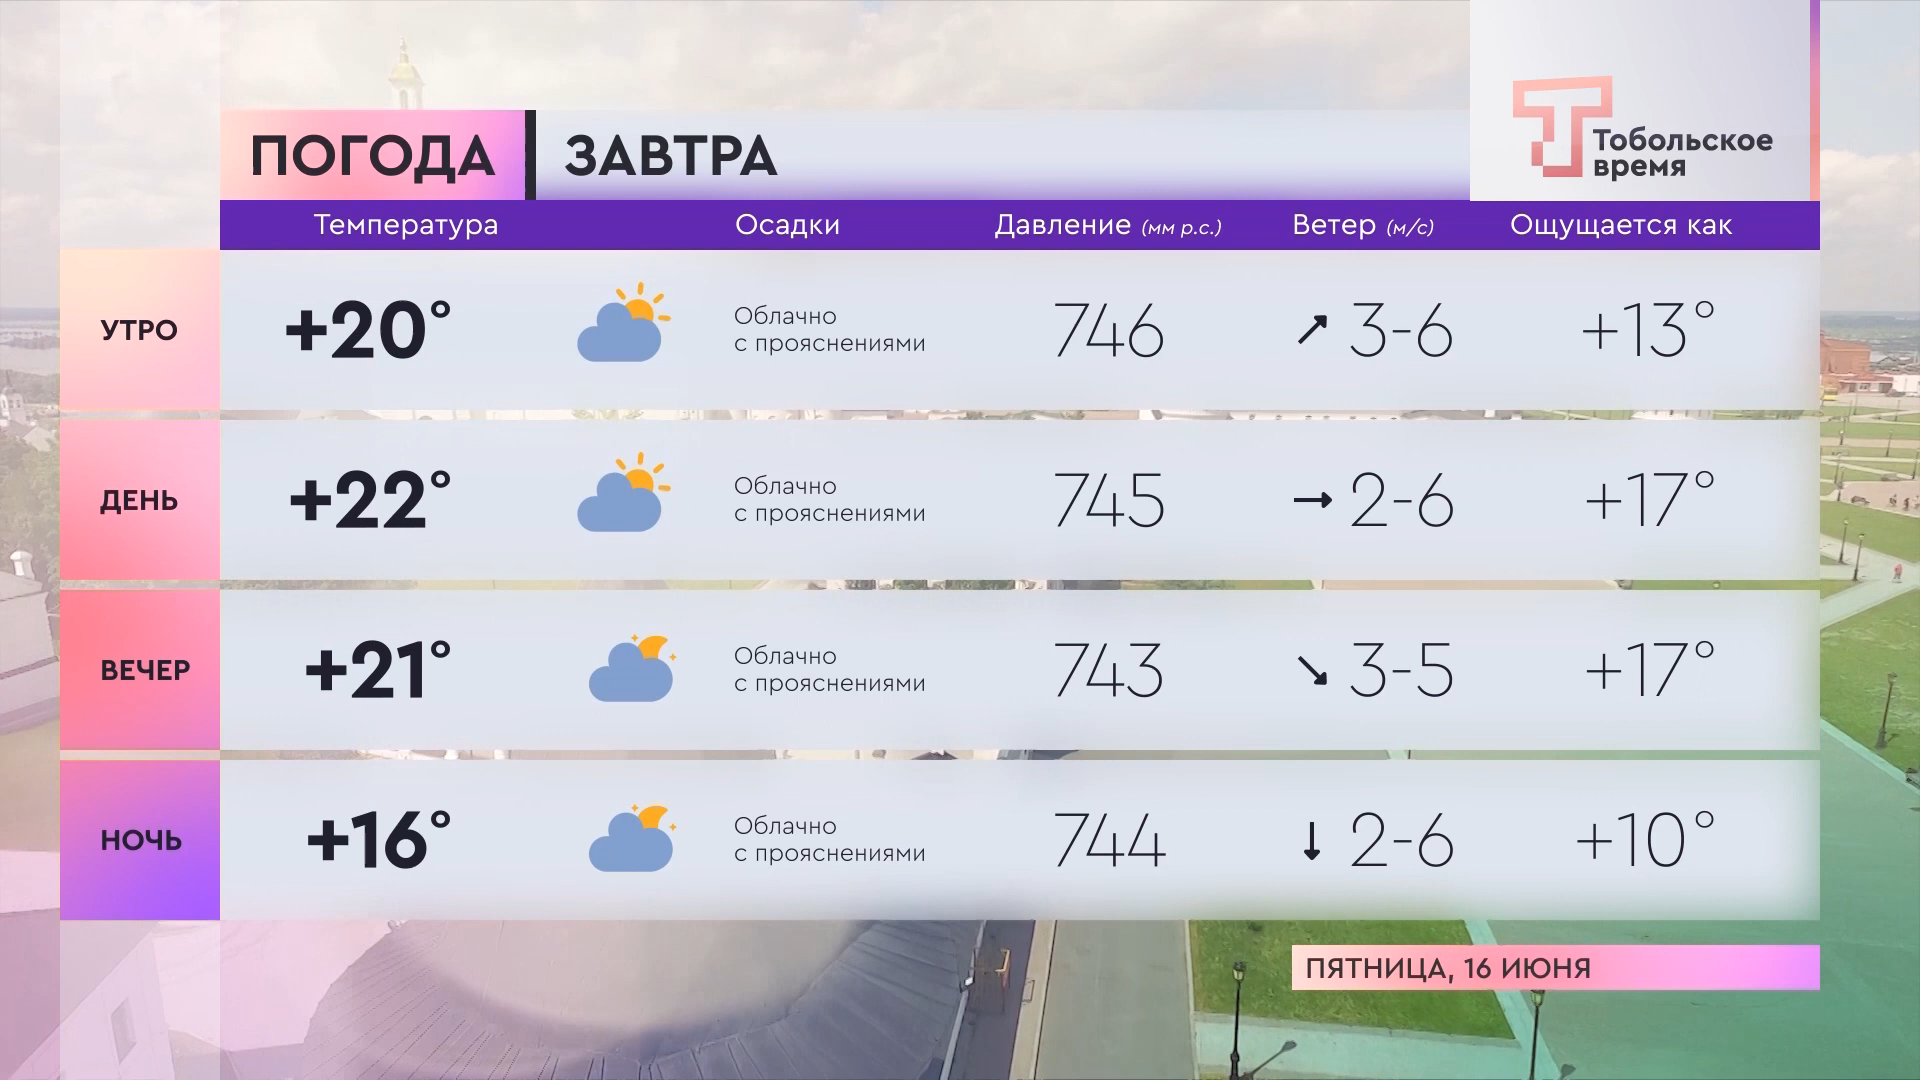 ПОГОДА ЗАВТРА
Тобольское
время
Температура Осадки Давление (мм р.с.) Ветер (м/с) Ощущается как
УТРО +20° Облачно с прояснениями 746 3-6 +13°
ДЕНЬ +22° Облачно с прояснениями 745 2-6 +17°
ВЕЧЕР +21° Облачно с прояснениями 743 3-5 +17°
НОЧЬ +16° Облачно с прояснениями 744 2-6 +10°
ПЯТНИЦА, 16 ИЮНЯ